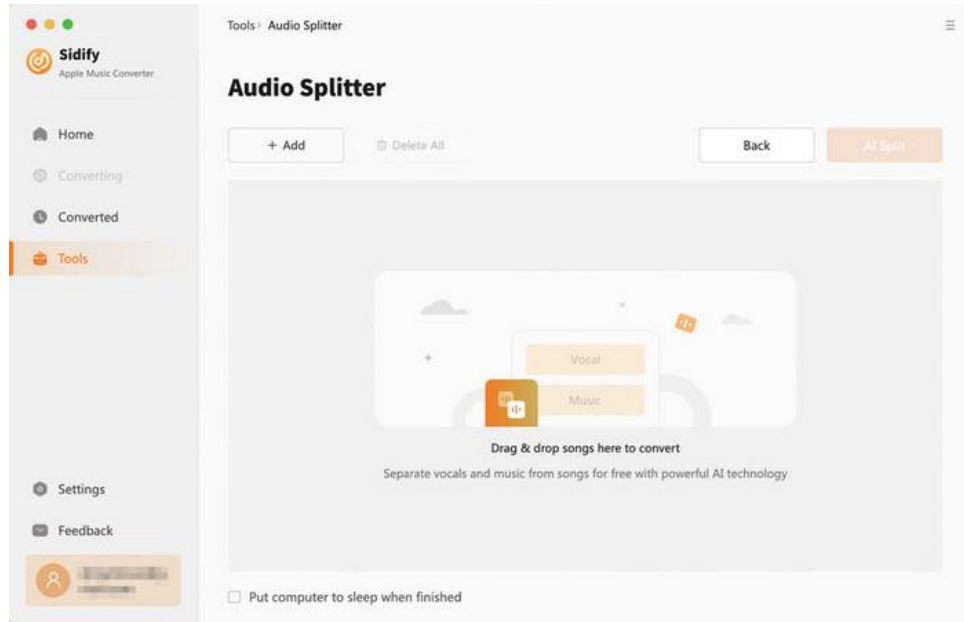 Sidify
Apple Music Converter
Home
Converting
Converted
Tools
Settings
Feedback
Tools› Audio Splitter
Audio Splitter
+ Add
Delete All
Back
AI Split
Vocal
Music
Drag & drop songs here to convert
Separate vocals and music from songs for free with powerful AI technology
Put computer to sleep when finished